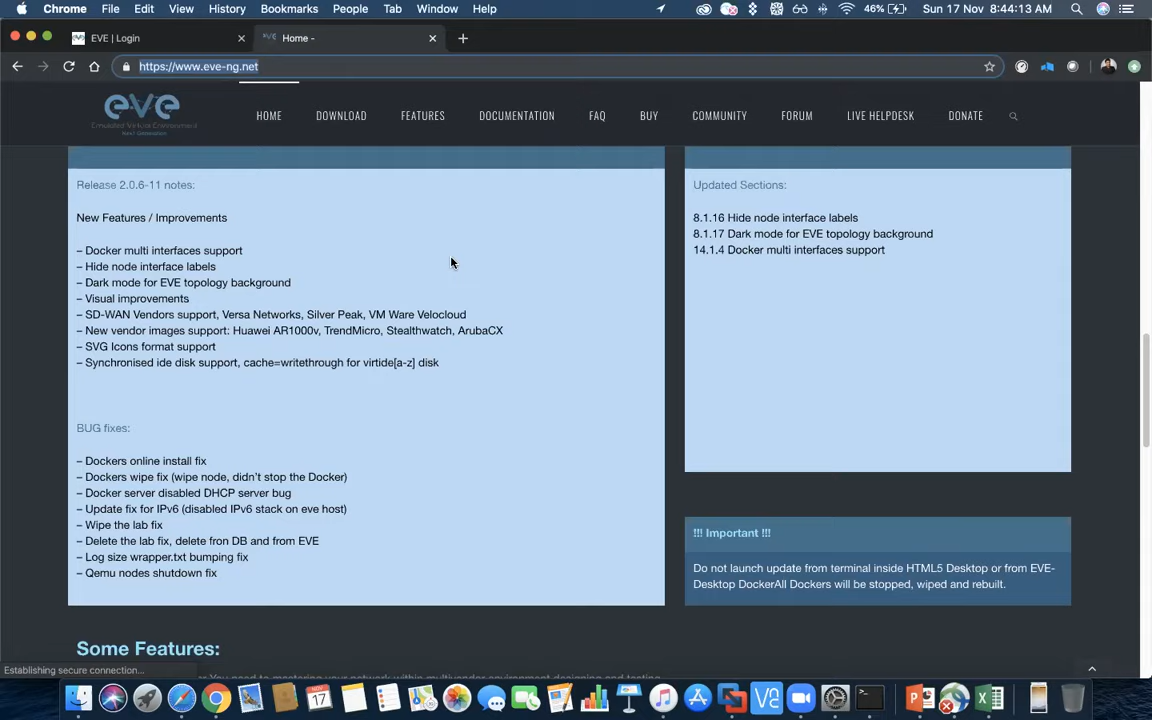 Chrome File Edit View History Bookmarks People Tab Window Help 46% Sun 17 Nov 8:44:13 AM
EVE | Login Home -
https://www.eve-ng.net
eve
Emulated Virtual Environment
Next Generation
HOME DOWNLOAD FEATURES DOCUMENTATION FAQ BUY COMMUNITY FORUM LIVE HELPDESK DONATE
Release 2.0.6-11 notes:
New Features / Improvements
– Docker multi interfaces support
– Hide node interface labels
– Dark mode for EVE topology background
– Visual improvements
– SD-WAN Vendors support, Versa Networks, Silver Peak, VM Ware Velocloud
– New vendor images support: Huawei AR1000v, TrendMicro, Stealthwatch, ArubaCX
– SVG Icons format support
– Synchronised ide disk support, cache=writethrough for virtide[a-z] disk
BUG fixes:
– Dockers online install fix
– Dockers wipe fix (wipe node, didn't stop the Docker)
– Docker server disabled DHCP server bug
– Update fix for IPv6 (disabled IPv6 stack on eve host)
– Wipe the lab fix
– Delete the lab fix, delete fron DB and from EVE
– Log size wrapper.txt bumping fix
– Qemu nodes shutdown fix
Updated Sections:
8.1.16 Hide node interface labels
8.1.17 Dark mode for EVE topology background
14.1.4 Docker multi interfaces support
!!! Important !!!
Do not launch update from terminal inside HTML5 Desktop or from EVE-
Desktop DockerAll Dockers will be stopped, wiped and rebuilt.
Some Features:
Establishing secure connection...
NOV
17